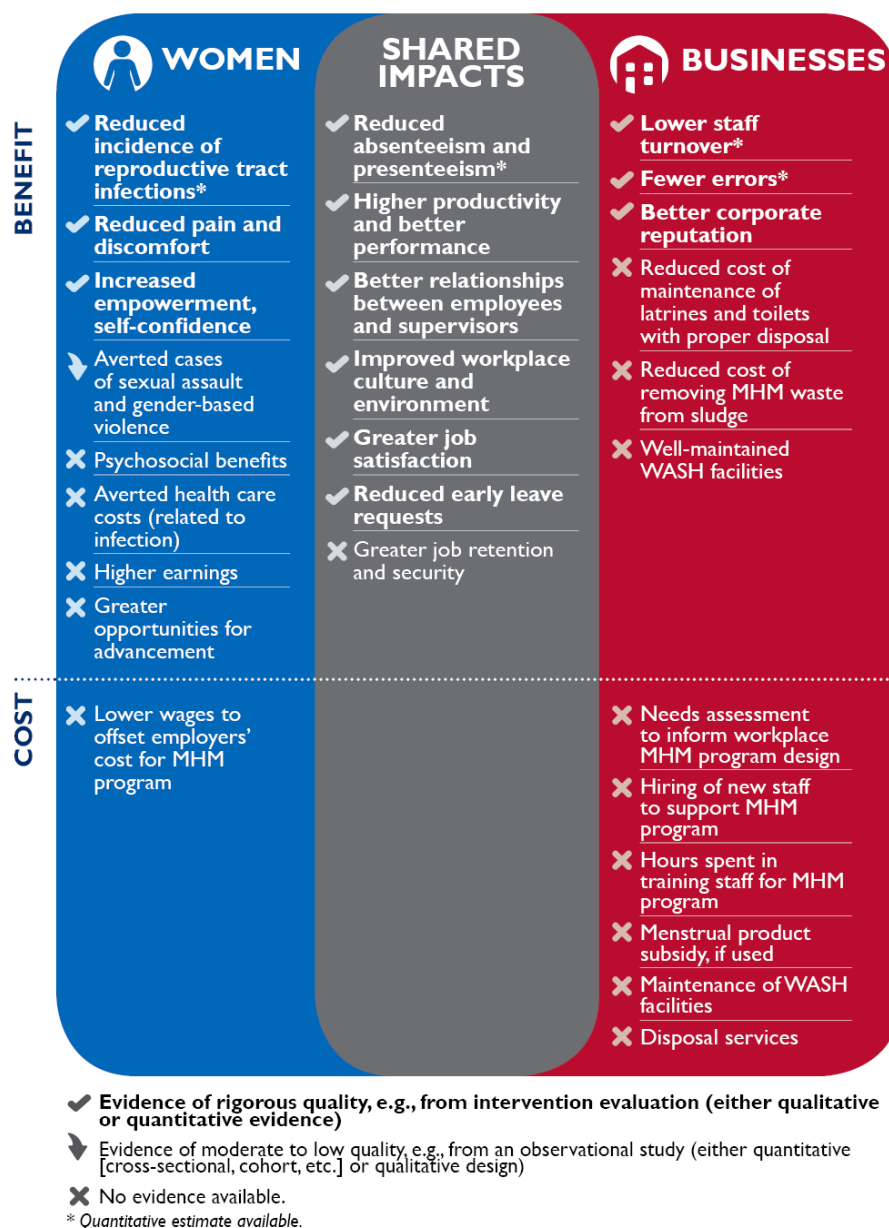 WOMEN
SHARED
IMPACTS
BUSINESSES
BENEFIT
Reduced
incidence of
reproductive tract
infections*
Reduced pain and
discomfort
Increased
empowerment,
self-confidence
Averted cases
of sexual assault
and gender-based
violence
Psychosocial benefits
Averted health care
costs (related to
infection)
Higher earnings
Greater
opportunities for
advancement
Reduced
absenteeism and
presenteeism*
Higher productivity
and better
performance
Better relationships
between employees
and supervisors
Improved workplace
culture and
environment
Greater job
satisfaction
Reduced early leave
requests
Greater job retention
and security
Lower staff
turnover*
Fewer errors*
Better corporate
reputation
Reduced cost of
maintenance of
latrines and toilets
with proper disposal
Reduced cost of
removing MHM waste
from sludge
Well-maintained
WASH facilities
COST
Lower wages to
offset employers’
cost for MHM
program
Needs assessment
to inform workplace
MHM program design
Hiring of new staff
to support MHM
program
Hours spent in
training staff for MHM
program
Menstrual product
subsidy, if used
Maintenance of WASH
facilities
Disposal services
Evidence of rigorous quality, e.g., from intervention evaluation (either qualitative
or quantitative evidence)
Evidence of moderate to low quality, e.g., from an observational study (either quantitative
[cross-sectional, cohort, etc.] or qualitative design)
No evidence available.
* Quantitative estimate available.